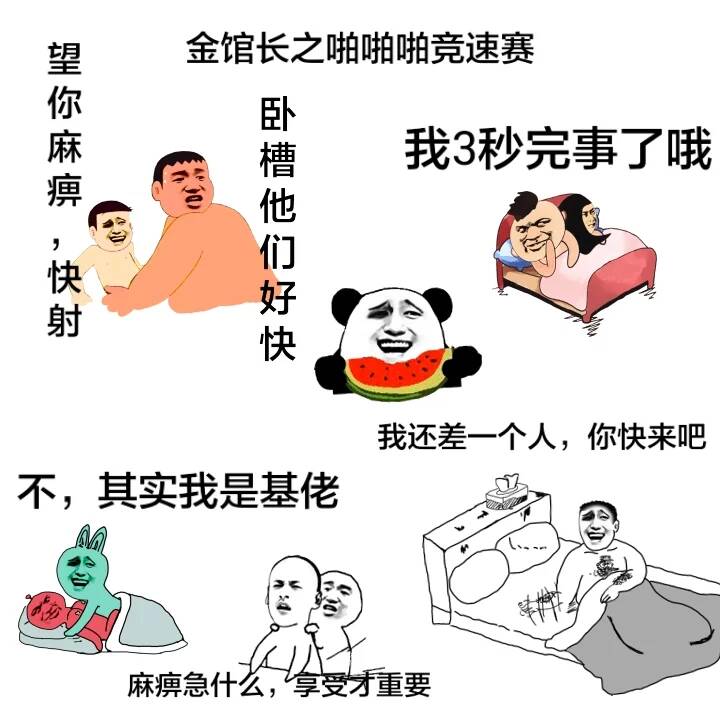 金馆长之啪啪啪竞速赛
望你麻痹，快射
卧槽他们好快
我3秒完事了哦
我还差一个人，你快来吧
不，其实我是基佬
麻痹急什么，享受才重要